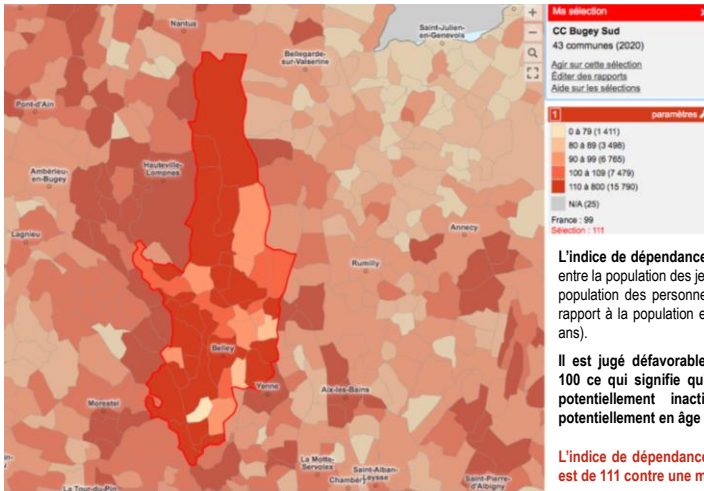 Nantua
Saint-Julien-
en-Genevois
Bellegarde-
sur-Valserine
Pont-d'Ain
Hauteville-
Lompnes
Ambérieu-
en-Bugey
Lagnieu
Annecy
Rumilly
Belley
Yenne
Aix-les-Bains
Morestel
La Motte-
Servolex
Saint-Alban-
Leysse
Chambéry
Saint-Pierre-
d'Albigny
La Tour-du-Pin
Ma sélection
CC Bugey Sud
43 communes (2020)
Agir sur cette sélection
Éditer des rapports
Aide sur les sélections
1 paramètres
0 à 79 (1 411)
80 à 89 (3 498)
90 à 99 (6 765)
100 à 109 (7 479)
110 à 800 (15 790)
N/A (25)
France : 99
Sélection : 111
L'indice de dépendance
entre la population des je
population des personne
rapport à la population e
ans).
Il est jugé défavorable
100 ce qui signifie qu
potentiellement inacti
potentiellement en âge
L'indice de dépendance
est de 111 contre une m